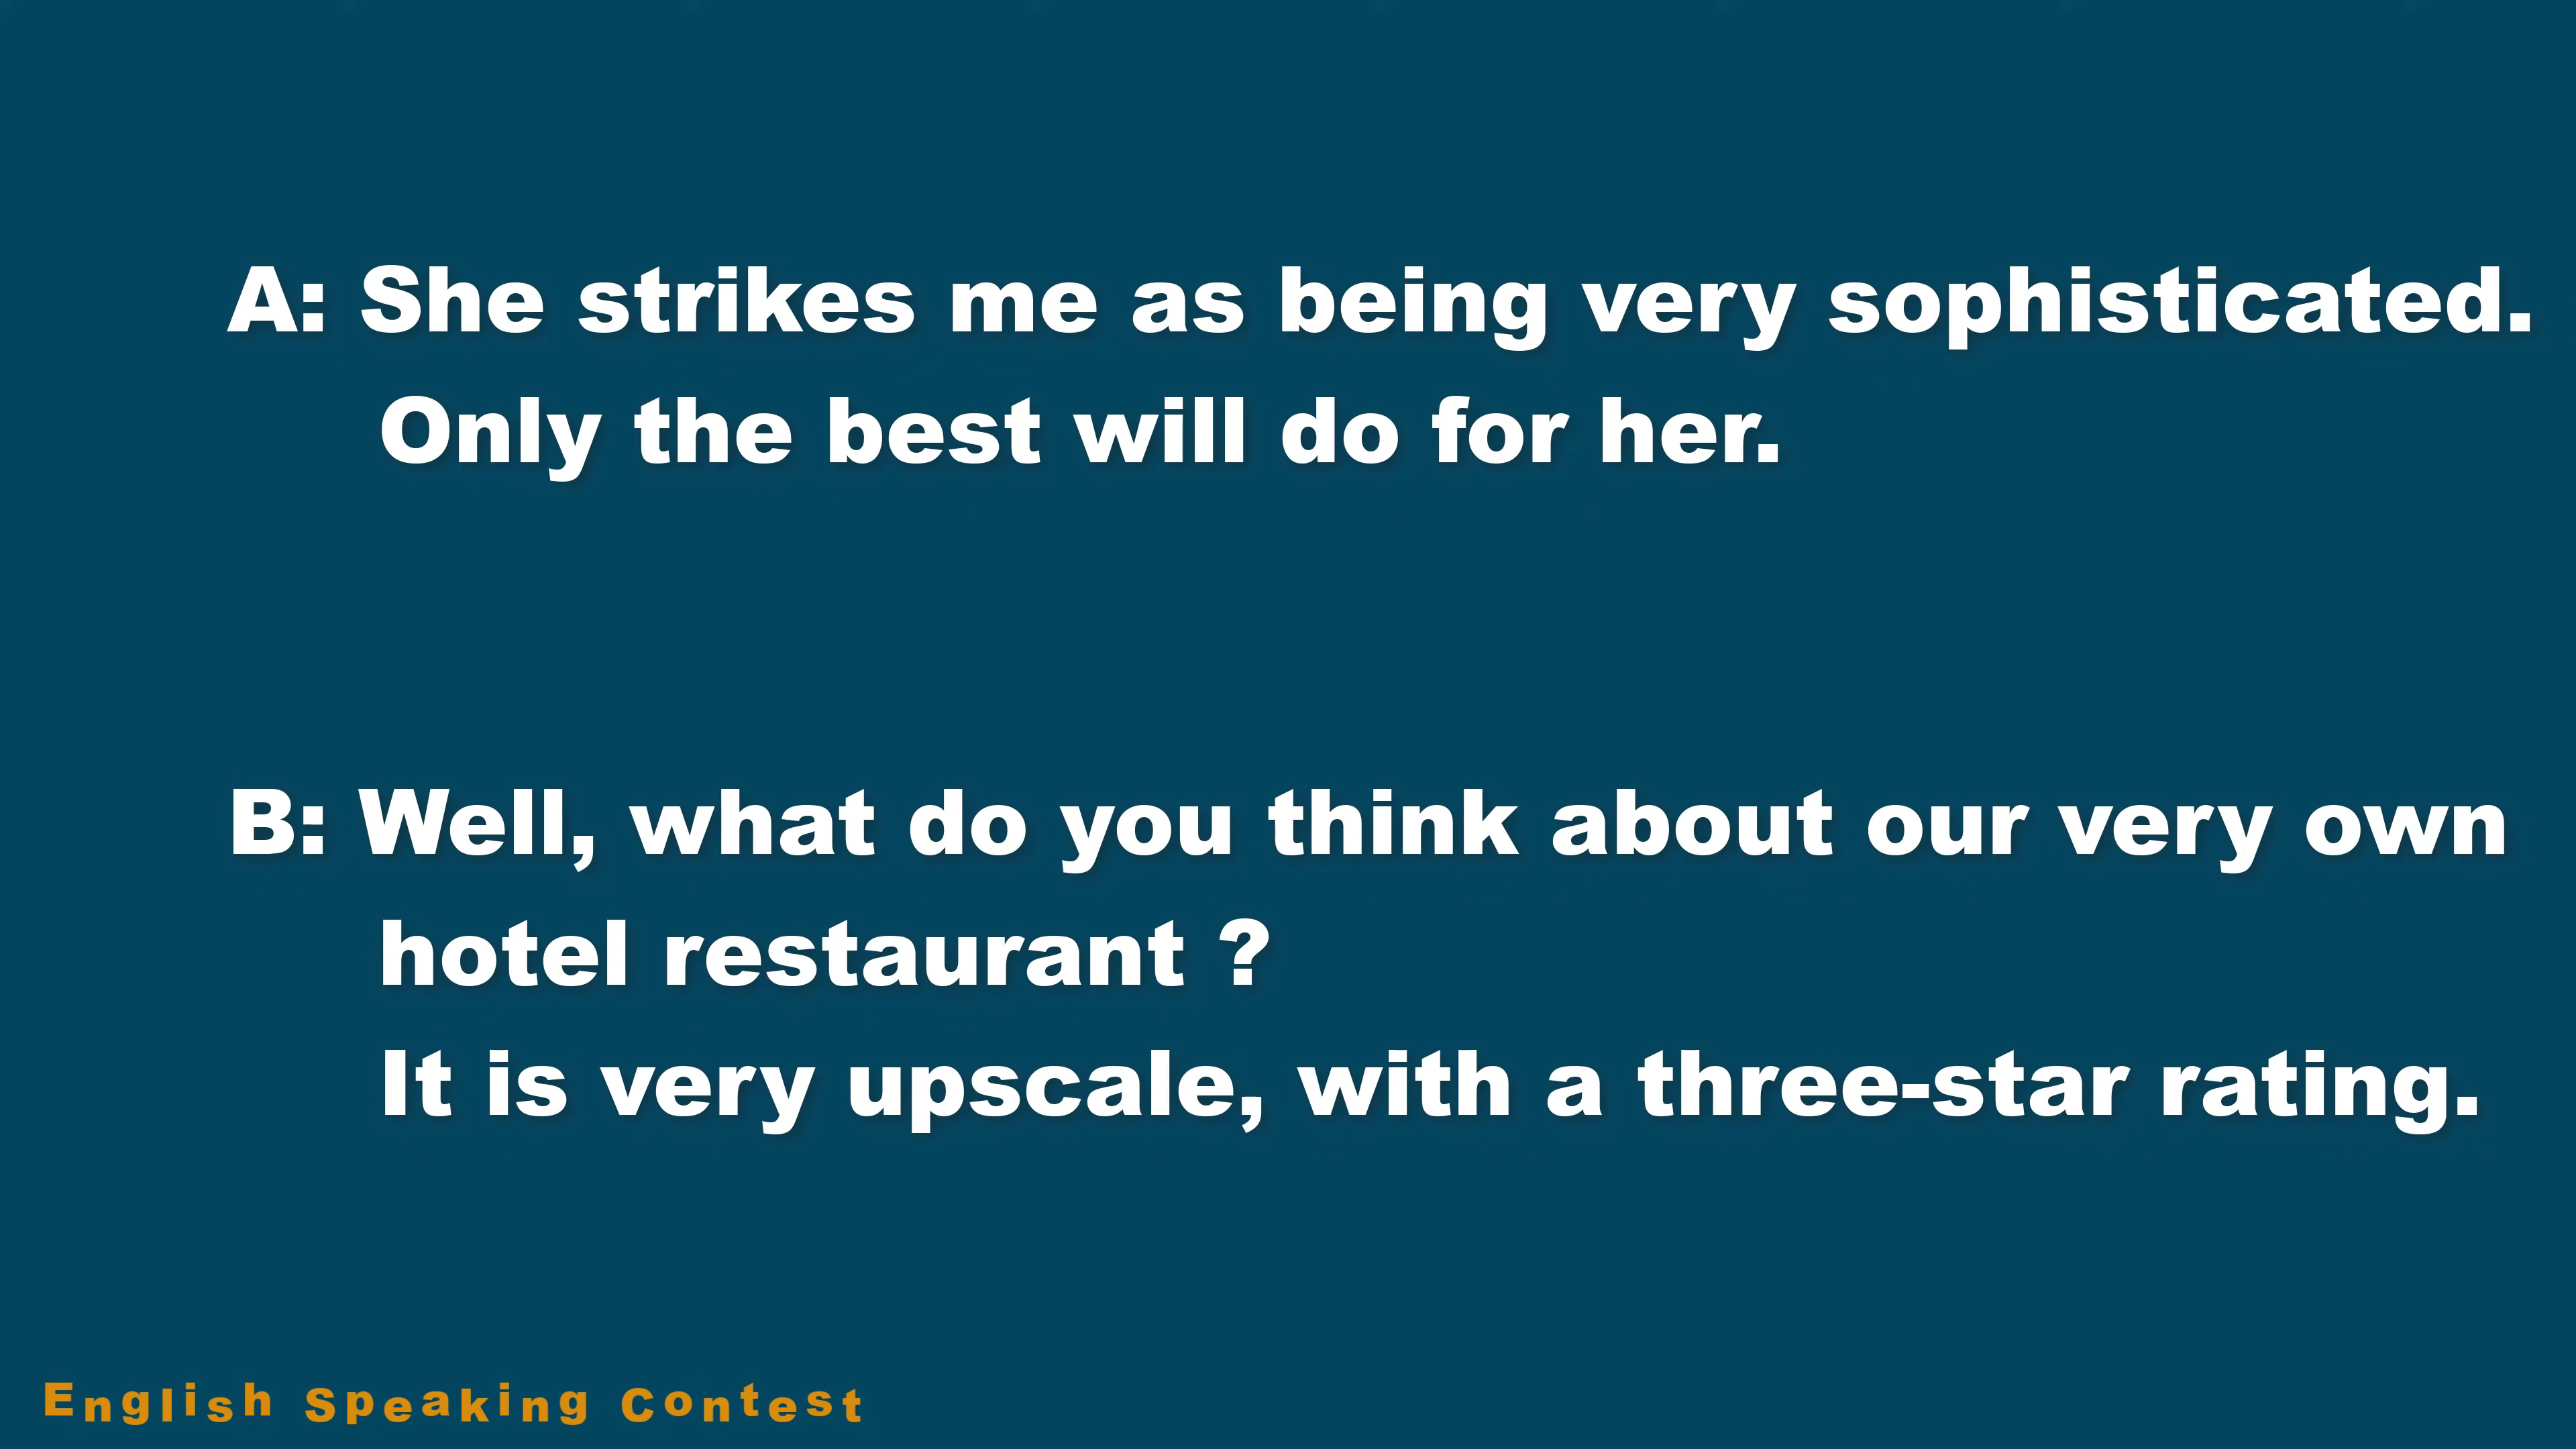 A: She strikes me as being very sophisticated.
Only the best will do for her.
B: Well, what do you think about our very own
hotel restaurant ?
It is very upscale, with a three-star rating.
English Speaking Contest